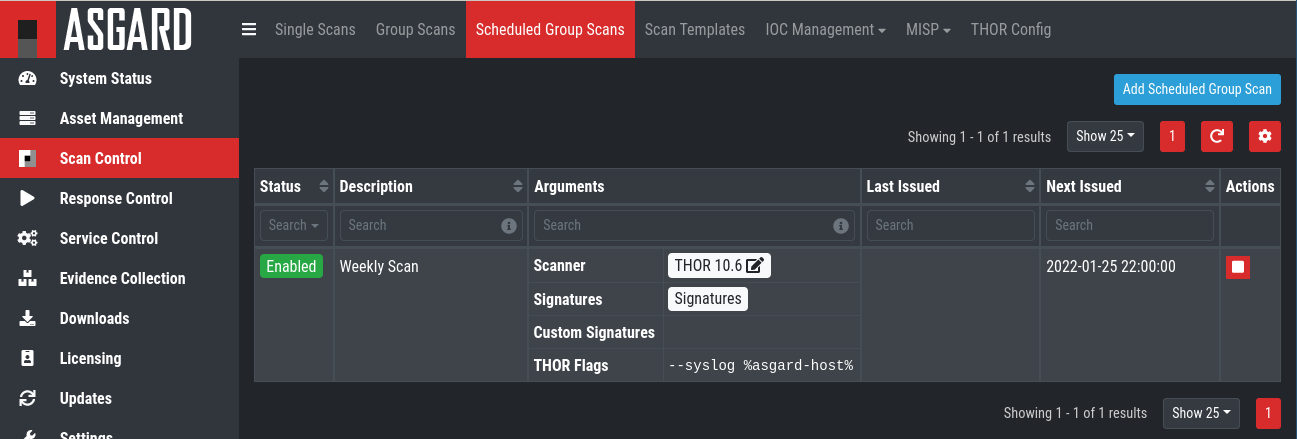 ASGARD
Single Scans Group Scans Scheduled Group Scans Scan Templates IOC Management MISP THOR Config
System Status
Asset Management
Scan Control
Response Control
Service Control
Evidence Collection
Downloads
Licensing
Updates
Settings
Add Scheduled Group Scan
Showing 1 - 1 of 1 results Show 25 1
Status Description Arguments Last Issued Next Issued Actions
Search Search Search Search Search
Enabled Weekly Scan Scanner THOR 10.6 2022-01-25 22:00:00
Signatures Signatures
Custom Signatures
THOR Flags --syslog %asgard-host%
Showing 1 - 1 of 1 results Show 25 1